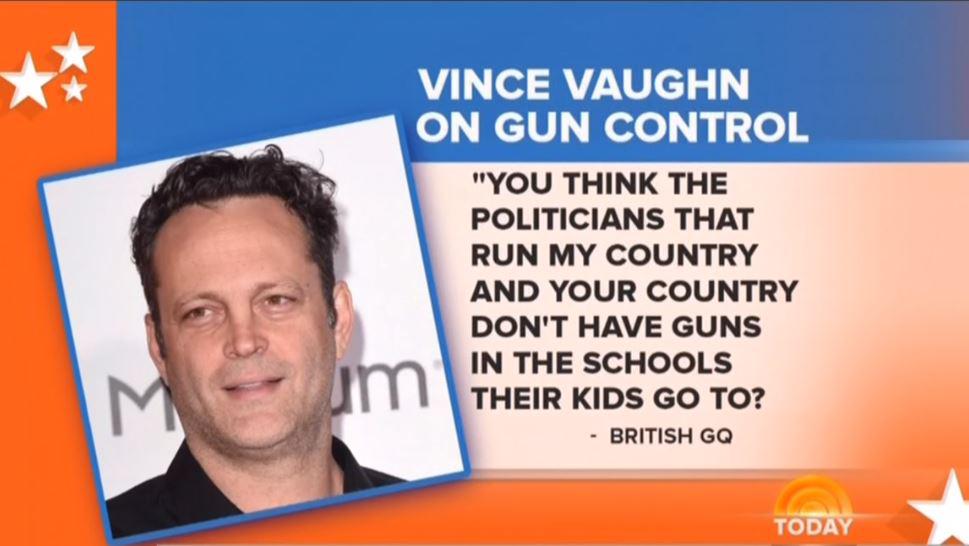 VINCE VAUGHN
ON GUN CONTROL
"YOU THINK THE
POLITICIANS THAT
RUN MY COUNTRY
AND YOUR COUNTRY
DON'T HAVE GUNS
IN THE SCHOOLS
THEIR KIDS GO TO?
- BRITISH GQ
TODAY